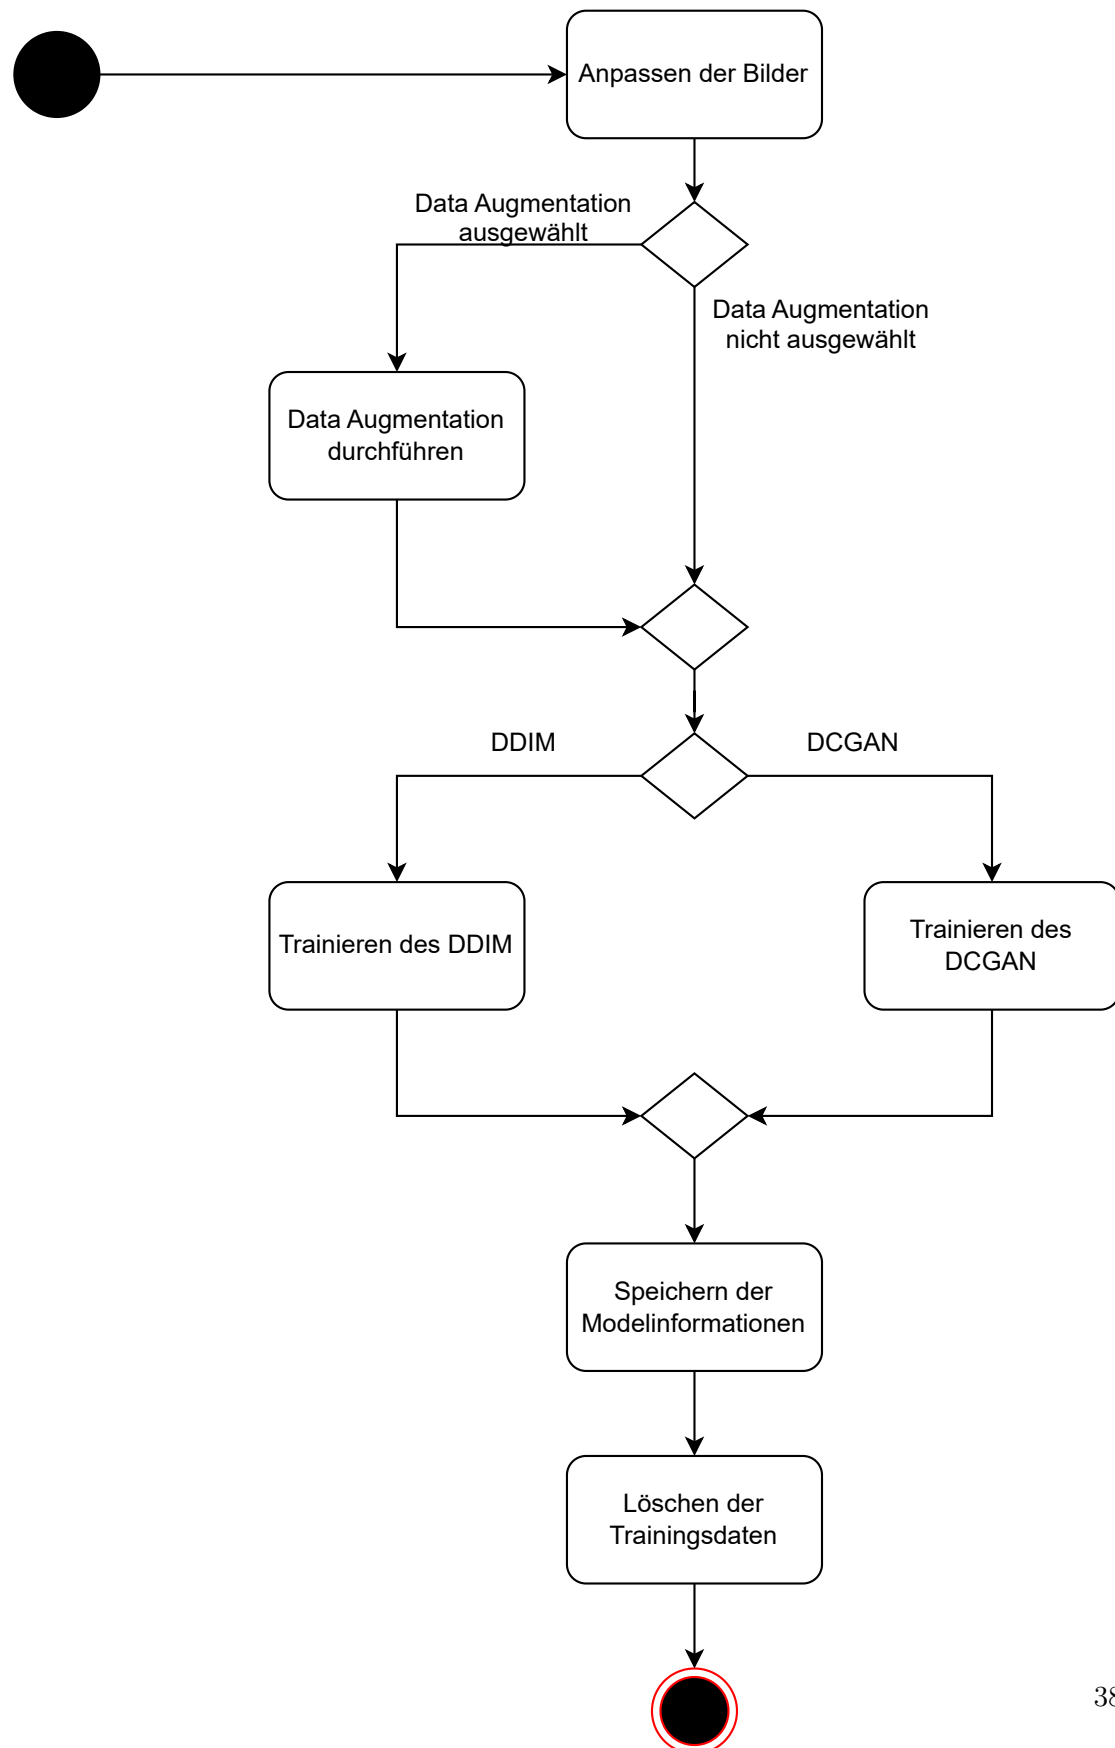 Anpassen der Bilder
Data Augmentation
ausgewählt
Data Augmentation
nicht ausgewählt
Data Augmentation
durchführen
DDIM
DCGAN
Trainieren des DDIM
Trainieren des
DCGAN
Speichern der
Modelinformationen
Löschen der
Trainingsdaten
38